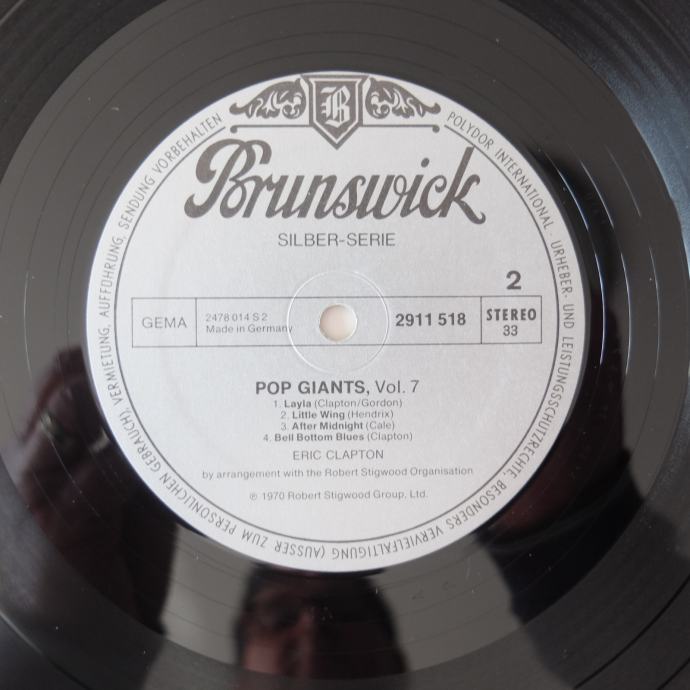 B
Brunswick
SILBER-SERIE
2
GEMA
2478 014 S 2
Made in Germany
2911 518
STEREO
33
POP GIANTS, Vol. 7
1. Layla (Clapton/Gordon)
2. Little Wing (Hendrix)
3. After Midnight (Cale)
4. Bell Bottom Blues (Clapton)
ERIC CLAPTON
by arrangement with the Robert Stigwood Organisation
℗ 1970 Robert Stigwood Group, Ltd.
POLYDOR INTERNATIONAL · URHEBER- UND LEISTUNGSSCHUTZRECHTE, BESONDERS VERVIELFÄLTIGUNG (AUSSER ZUM PERSÖNLICHEN GEBRAUCH), VERMIETUNG, AUFFÜHRUNG, SENDUNG VORBEHALTEN